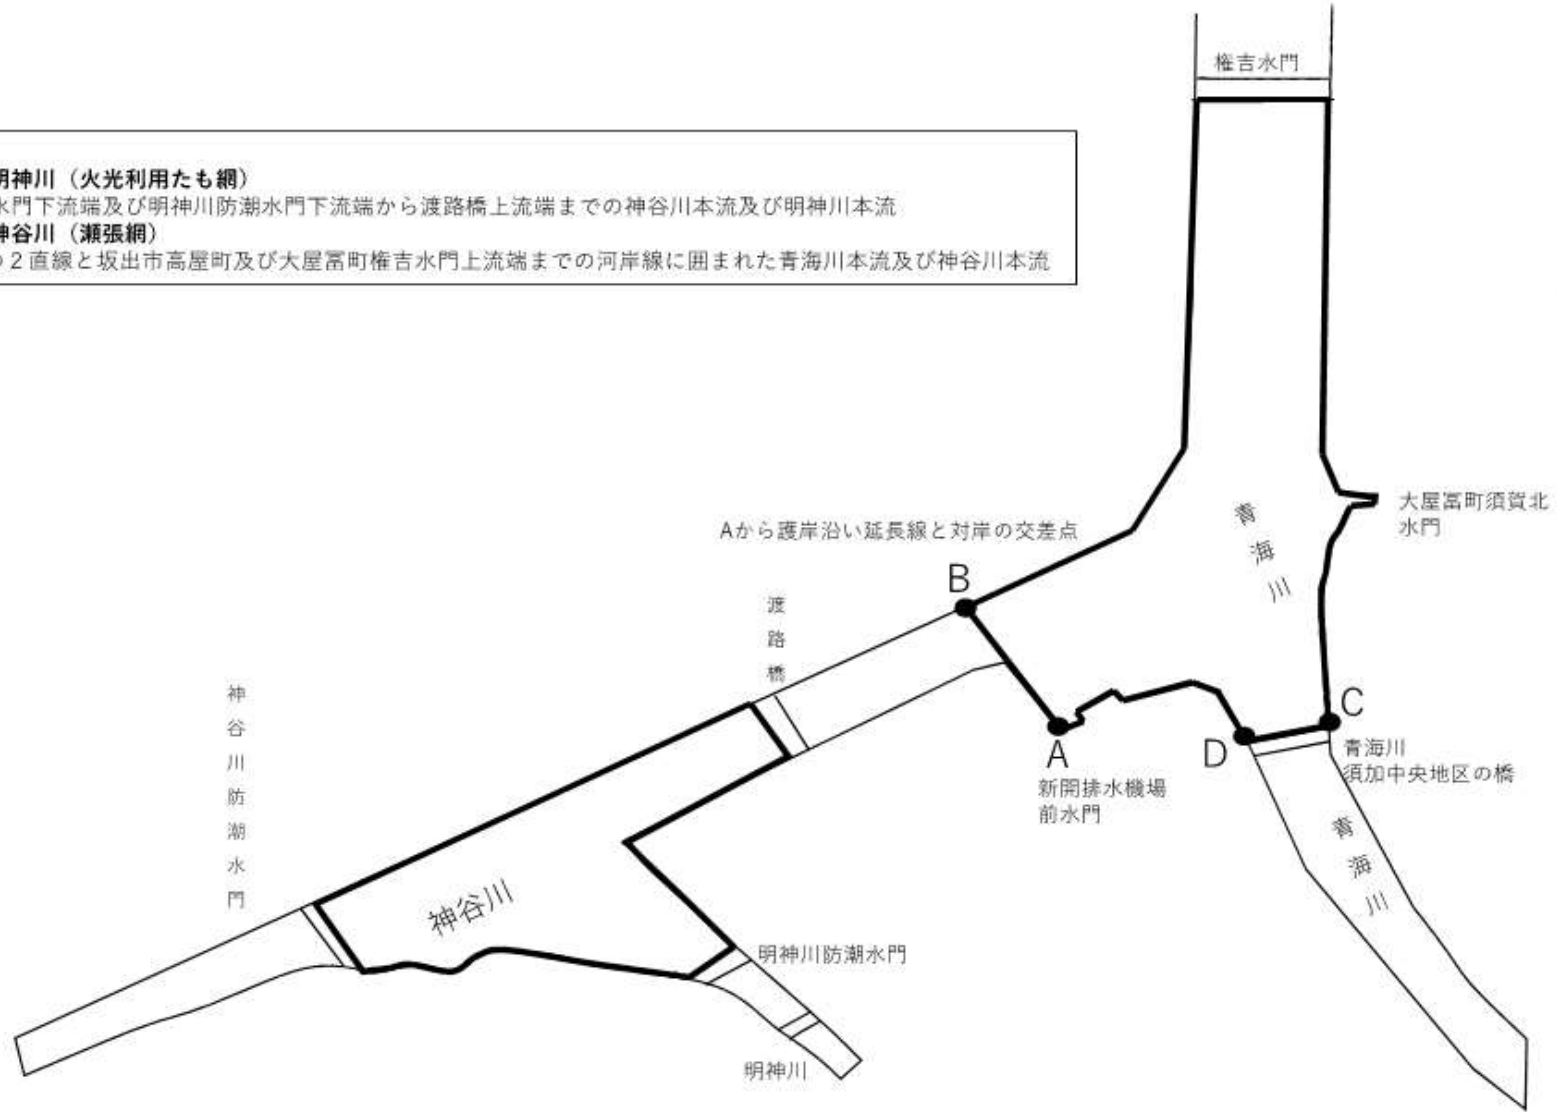 権吉水門
明神川（火光利用たも網）
水門下流端及び明神川防潮水門下流端から渡路橋上流端までの神谷川本流及び明神川本流
神谷川（瀬張網）
２直線と坂出市高屋町及び大屋冨町権吉水門上流端までの河岸線に囲まれた青海川本流及び神谷川本流
大屋冨町須賀北
水門
Aから護岸沿い延長線と対岸の交差点
青海川
B
渡路橋
神谷川防潮水門
C
A
D
青海川
須加中央地区の橋
新開排水機場
前水門
青海川
神谷川
明神川防潮水門
明神川